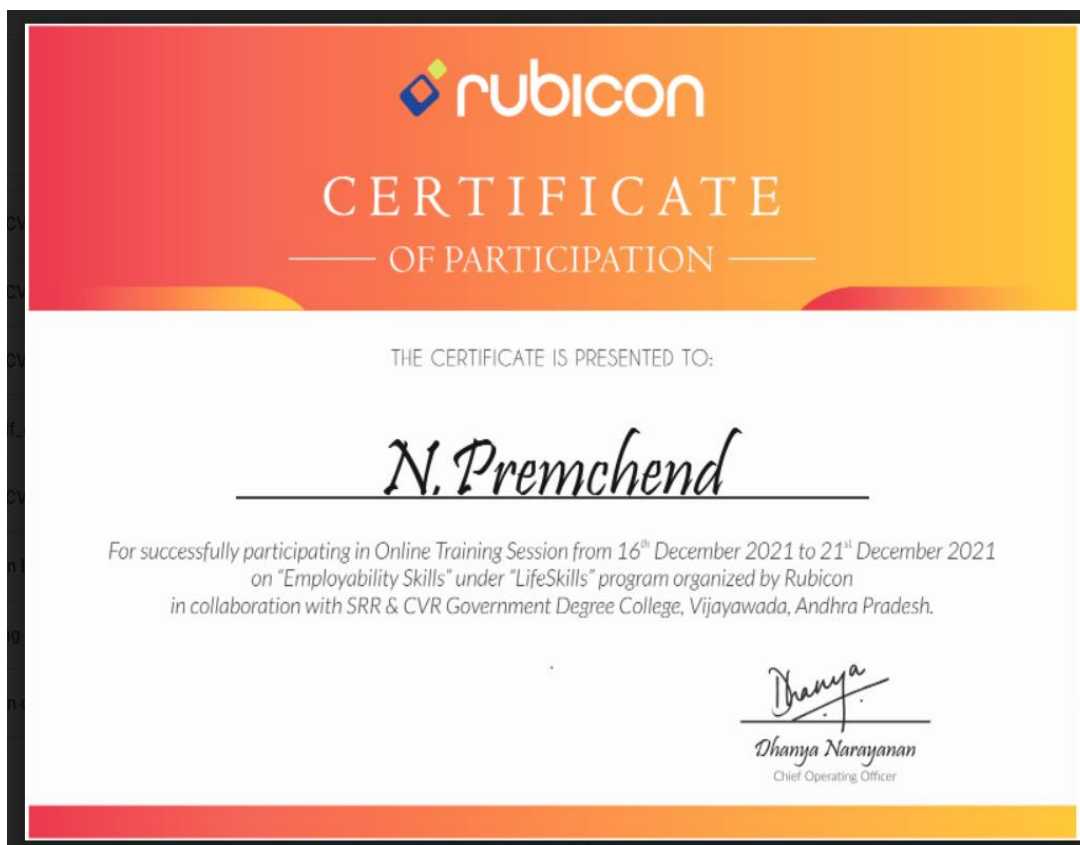 rubicon
CERTIFICATE
OF PARTICIPATION
THE CERTIFICATE IS PRESENTED TO:
N. Premchend
For successfully participating in Online Training Session from 16th December 2021 to 21st December 2021
on “Employability Skills” under “LifeSkills” program organized by Rubicon
in collaboration with SRR & CVR Government Degree College, Vijayawada, Andhra Pradesh.
Dhanya
Dhanya Narayanan
Chief Operating Officer